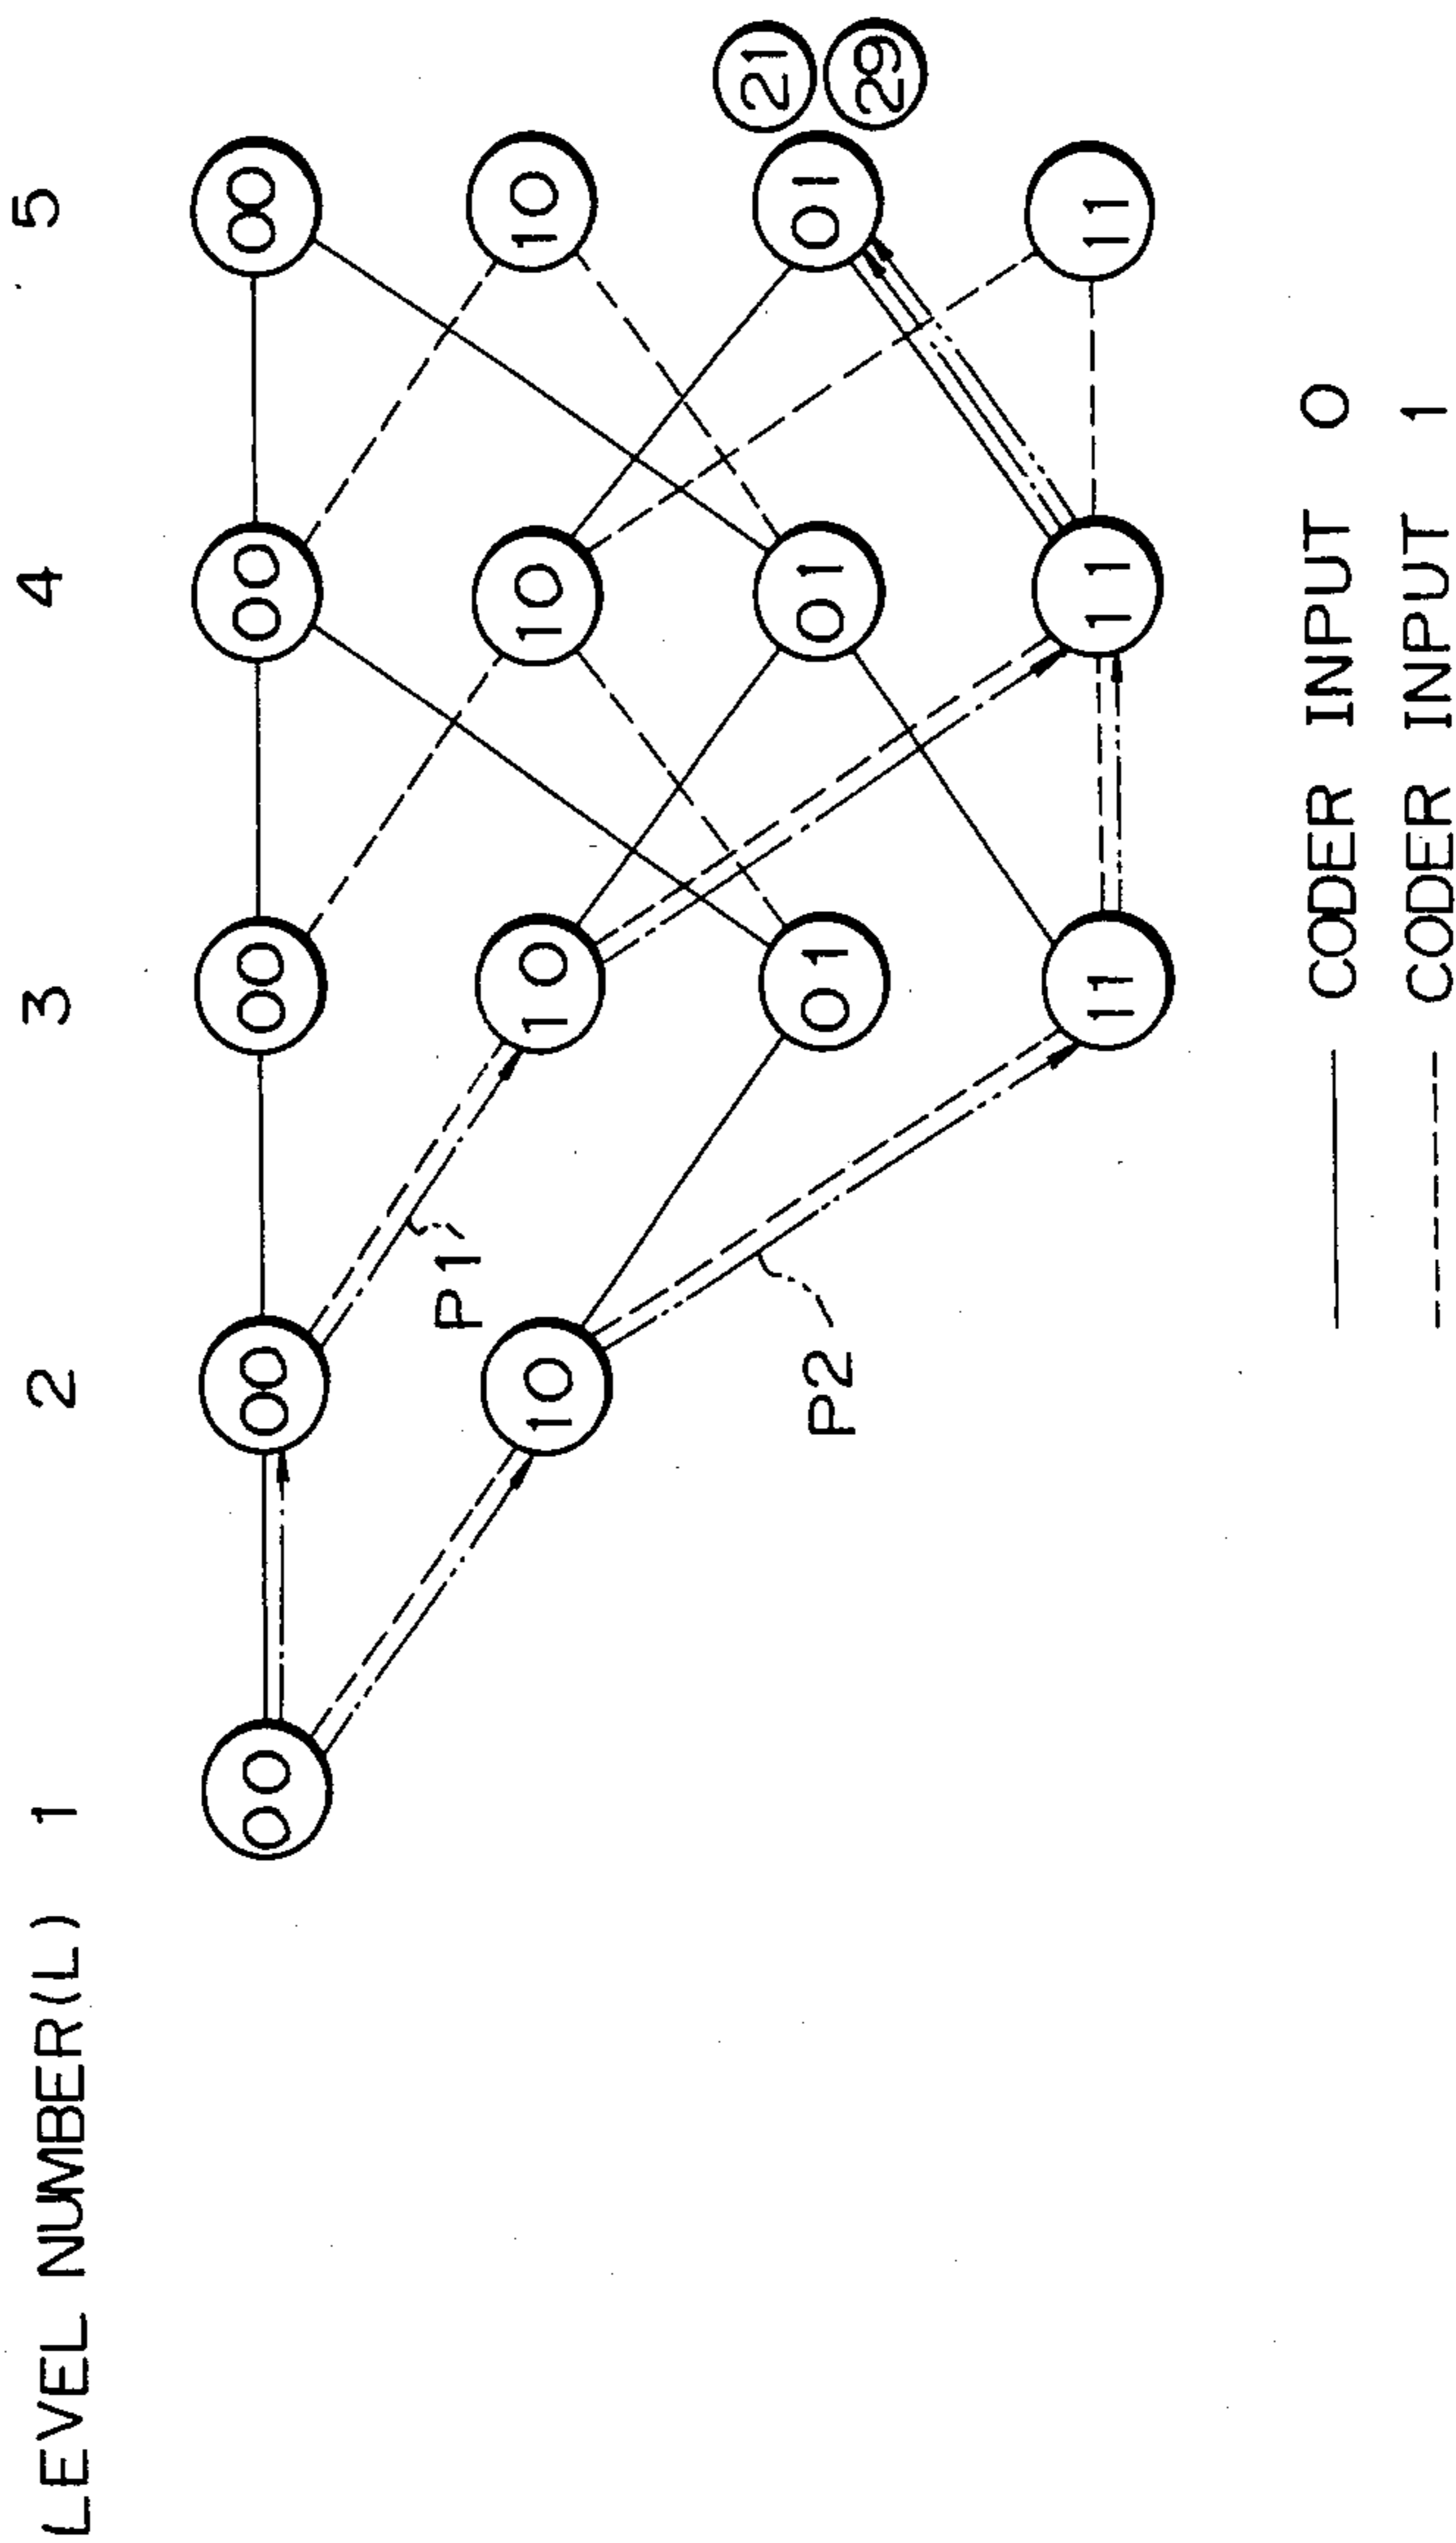 LEVEL NUMBER(L) 1 2 3 4 5
00 00 00 00 00
10 10 10 10
P1
01 01 01 21 29
P2
11 11 11
CODER INPUT 0
CODER INPUT 1